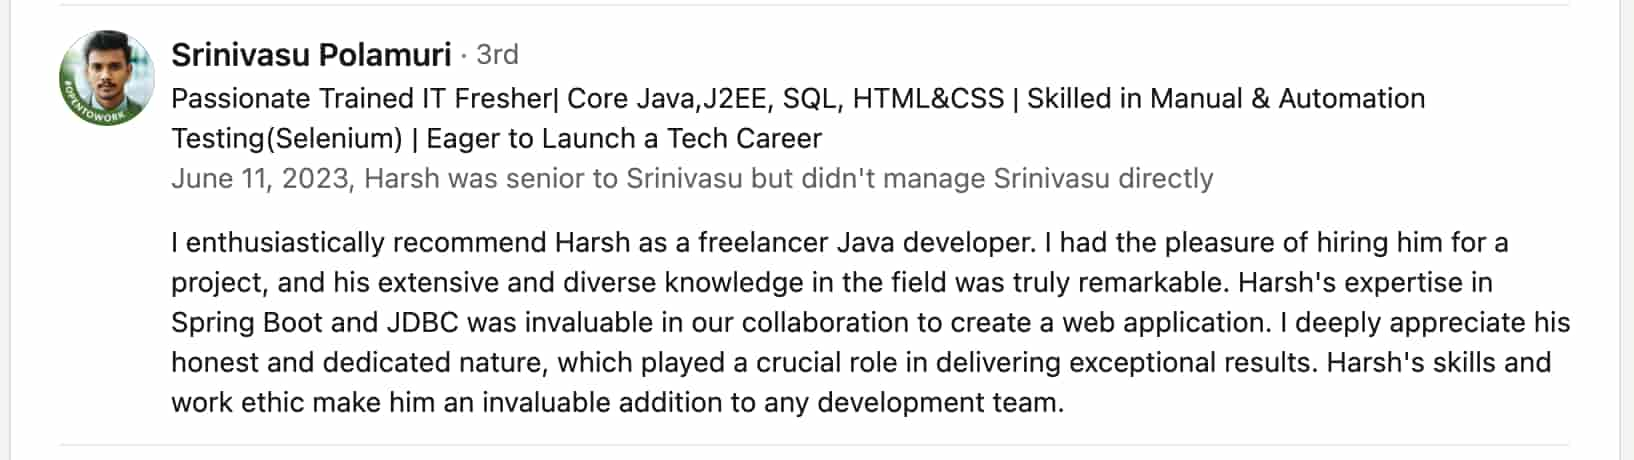 Srinivasu Polamuri · 3rd
#OPENTOWORK
Passionate Trained IT Fresher| Core Java,J2EE, SQL, HTML&CSS | Skilled in Manual & Automation
Testing(Selenium) | Eager to Launch a Tech Career
June 11, 2023, Harsh was senior to Srinivasu but didn't manage Srinivasu directly
I enthusiastically recommend Harsh as a freelancer Java developer. I had the pleasure of hiring him for a
project, and his extensive and diverse knowledge in the field was truly remarkable. Harsh's expertise in
Spring Boot and JDBC was invaluable in our collaboration to create a web application. I deeply appreciate his
honest and dedicated nature, which played a crucial role in delivering exceptional results. Harsh's skills and
work ethic make him an invaluable addition to any development team.